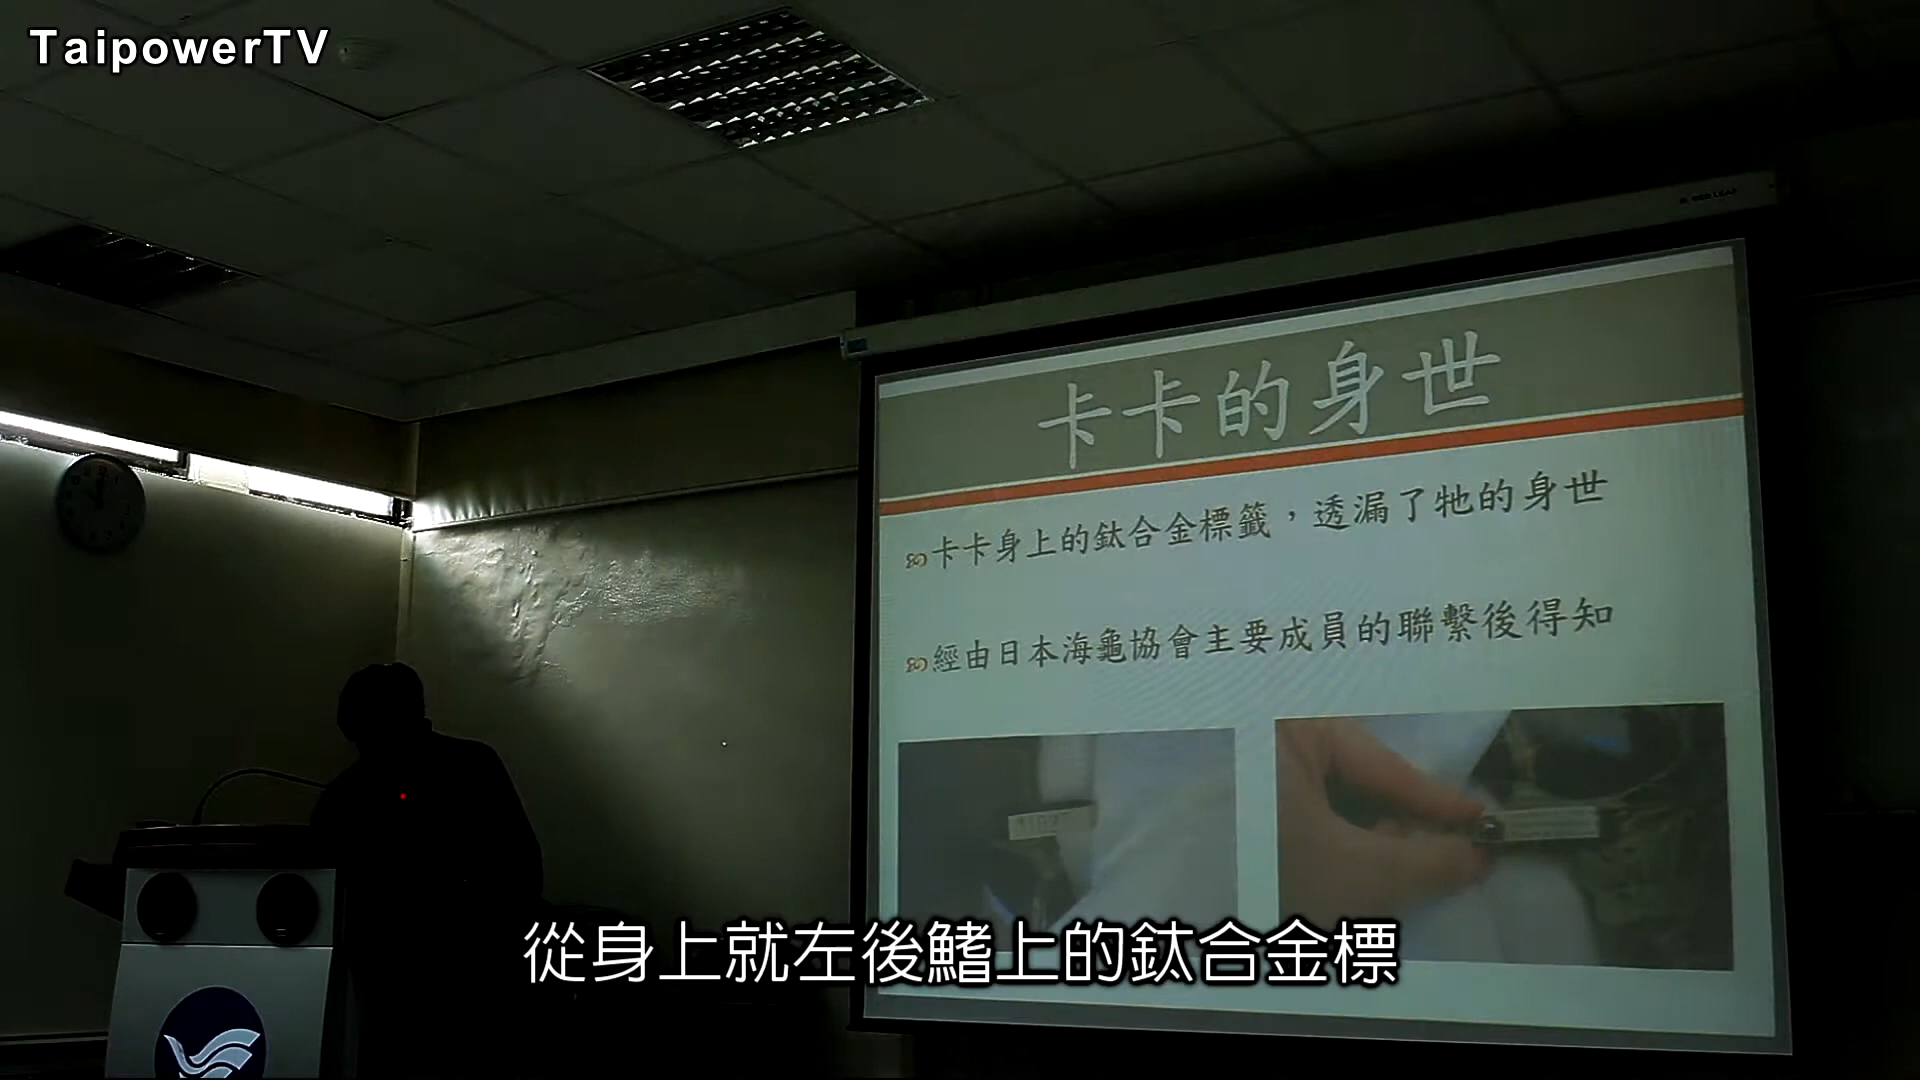 TaipowerTV
卡卡的身世
卡卡身上的鈦合金標籤，透漏了牠的身世
經由日本海龜協會主要成員的聯繫後得知
從身上就左後鰭上的鈦合金標